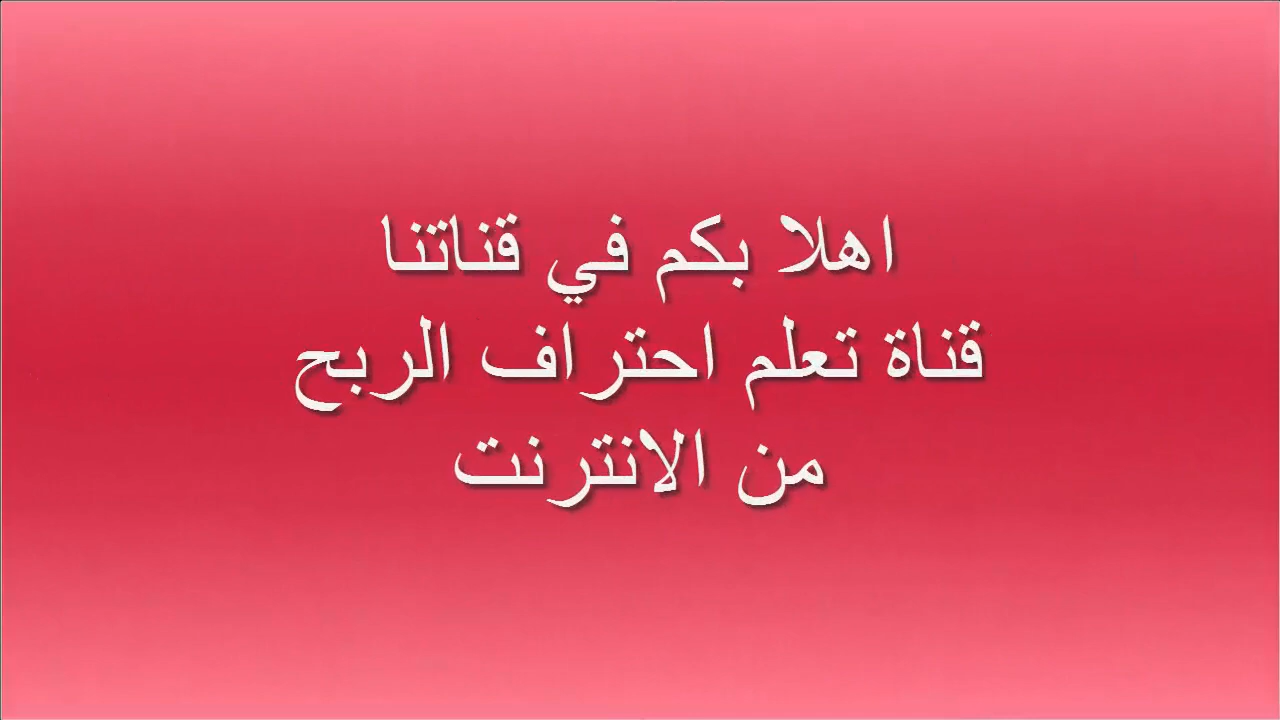 اهلا بكم في قناتنا
قناة تعلم احتراف الربح
من الانترنت